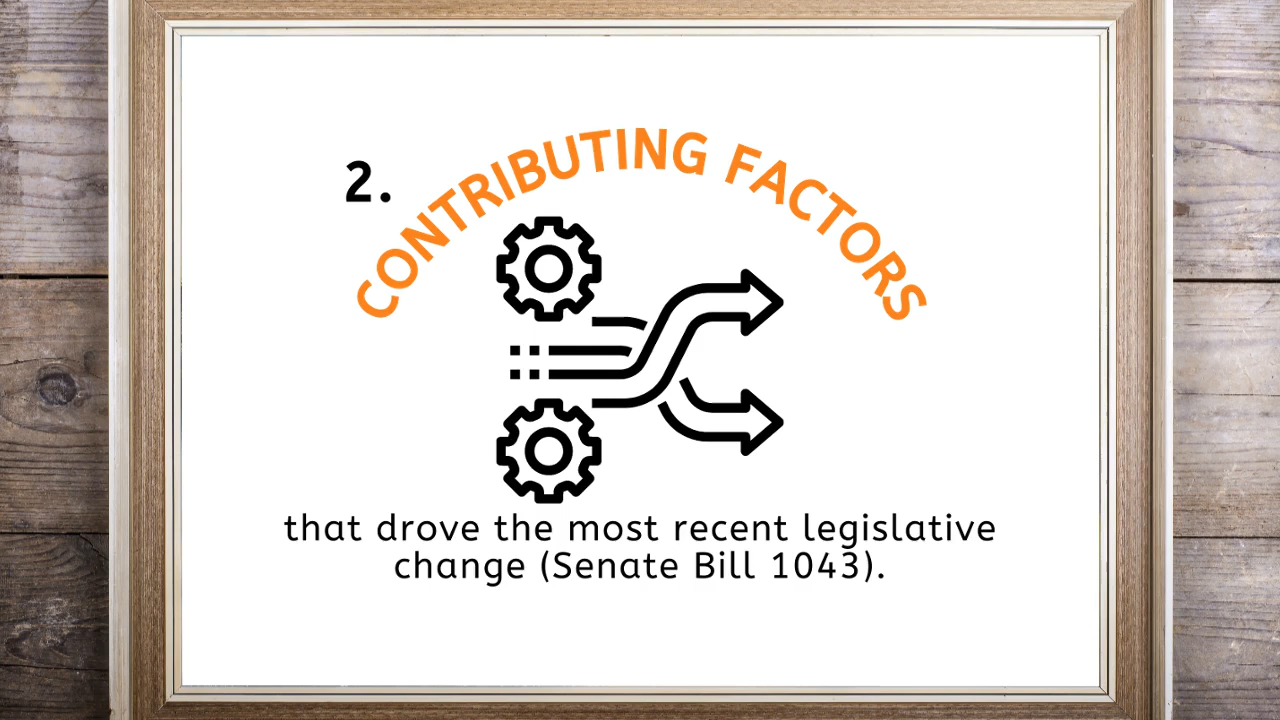 2.
CONTRIBUTING FACTORS
that drove the most recent legislative
change (Senate Bill 1043).